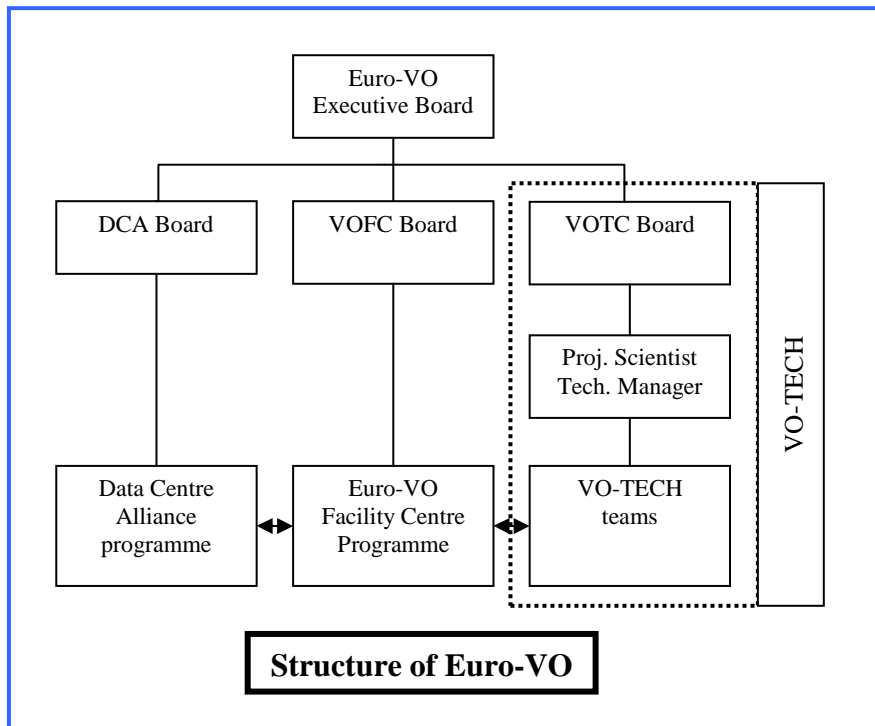 Euro-VO
Executive Board
DCA Board
VOFC Board
VOTC Board
Proj. Scientist
Tech. Manager
VO-TECH
Data Centre
Alliance
programme
Euro-VO
Facility Centre
Programme
VO-TECH
teams
Structure of Euro-VO